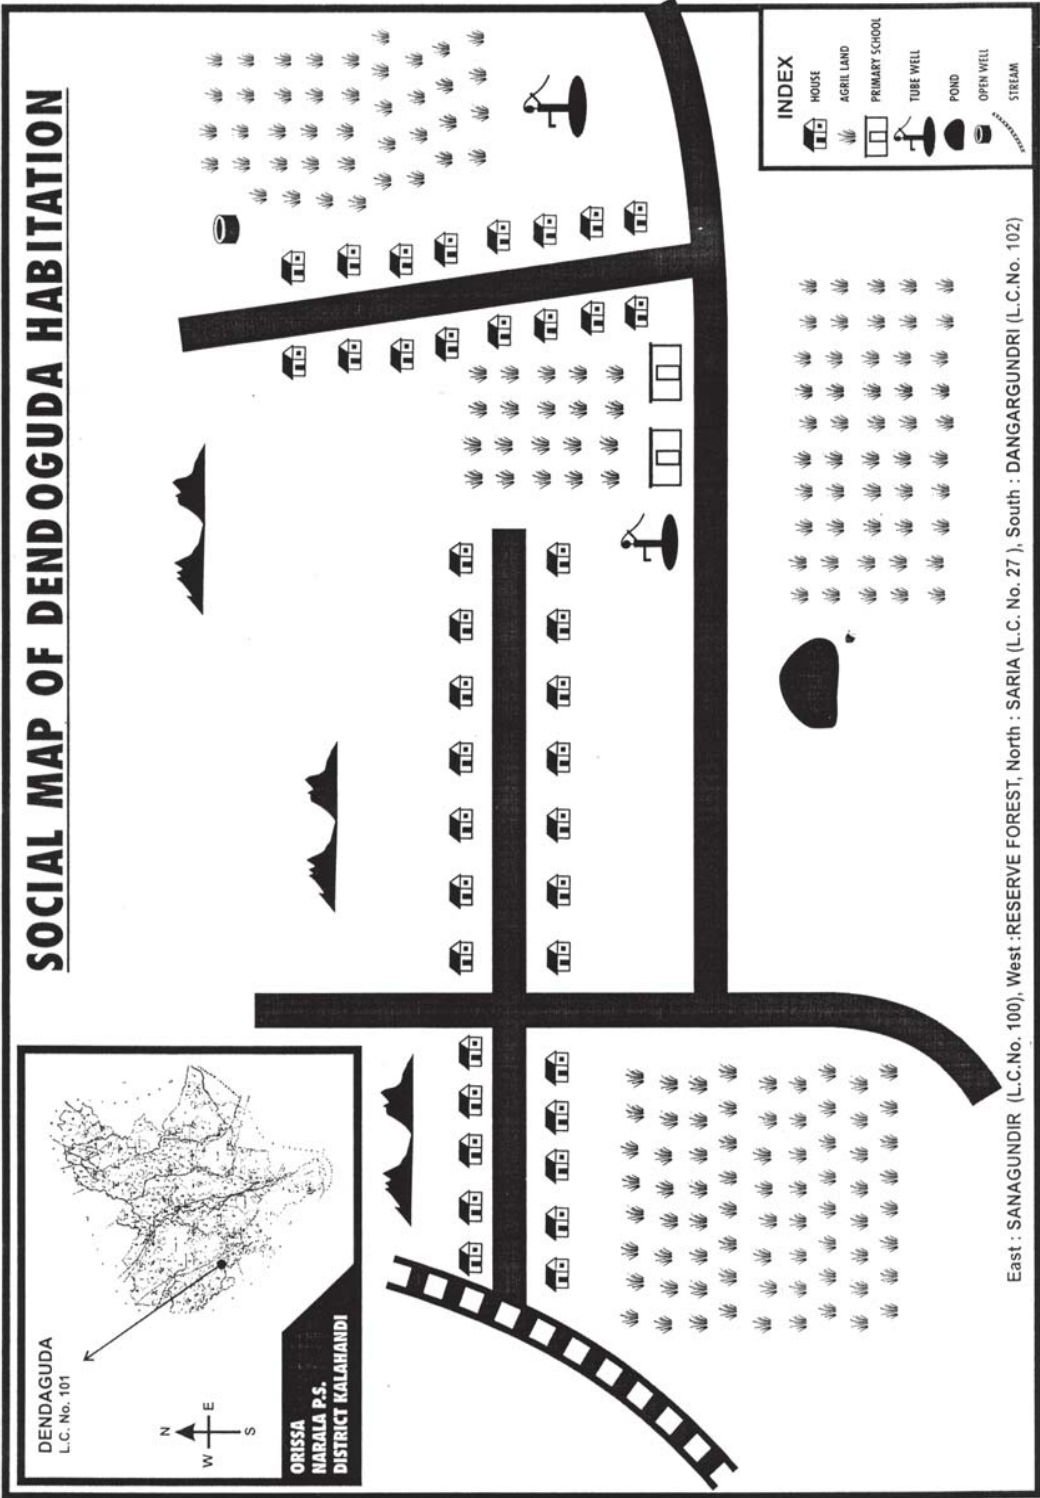 SOCIAL MAP OF DENDOGUDA HABITATION
DENDAGUDA
L.C. No. 101
N
W
E
S
ORISSA
NARALA P.S.
DISTRICT KALAHANDI
INDEX
HOUSE
AGRIL LAND
PRIMARY SCHOOL
TUBE WELL
POND
OPEN WELL
STREAM
East : SANAGUNDIR (L.C.No. 100), West :RESERVE FOREST, North : SARIA (L.C. No. 27 ), South : DANGARGUNDRI (L.C.No. 102)